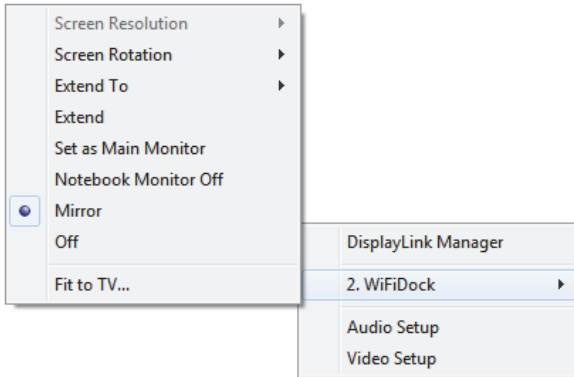 Screen Resolution
Screen Rotation
Extend To
Extend
Set as Main Monitor
Notebook Monitor Off
Mirror
Off
Fit to TV...
DisplayLink Manager
2. WiFiDock
Audio Setup
Video Setup